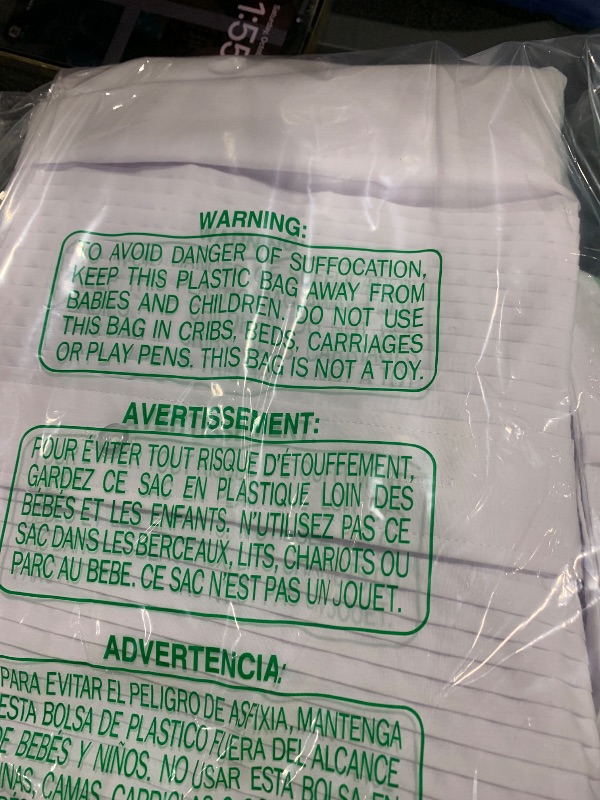 1:55
WARNING:
TO AVOID DANGER OF SUFFOCATION,
KEEP THIS PLASTIC BAG AWAY FROM
BABIES AND CHILDREN. DO NOT USE
THIS BAG IN CRIBS, BEDS, CARRIAGES
OR PLAY PENS. THIS BAG IS NOT A TOY.
AVERTISSEMENT:
POUR ÉVITER TOUT RISQUE D'ÉTOUFFEMENT,
GARDEZ CE SAC EN PLASTIQUE LOIN DES
BÉBÉS ET LES ENFANTS. N'UTILISEZ PAS CE
SAC DANS LES BERCEAUX, LITS, CHARIOTS OU
PARC AU BEBE. CE SAC N'EST PAS UN JOUET.
ADVERTENCIA:
PARA EVITAR EL PELIGRO DE ASFIXIA, MANTENGA
ESTA BOLSA DE PLASTICO FUERA DEL ALCANCE
DE BEBÉS Y NIÑOS. NO USAR ESTA BOLSA EN
CAMAS,